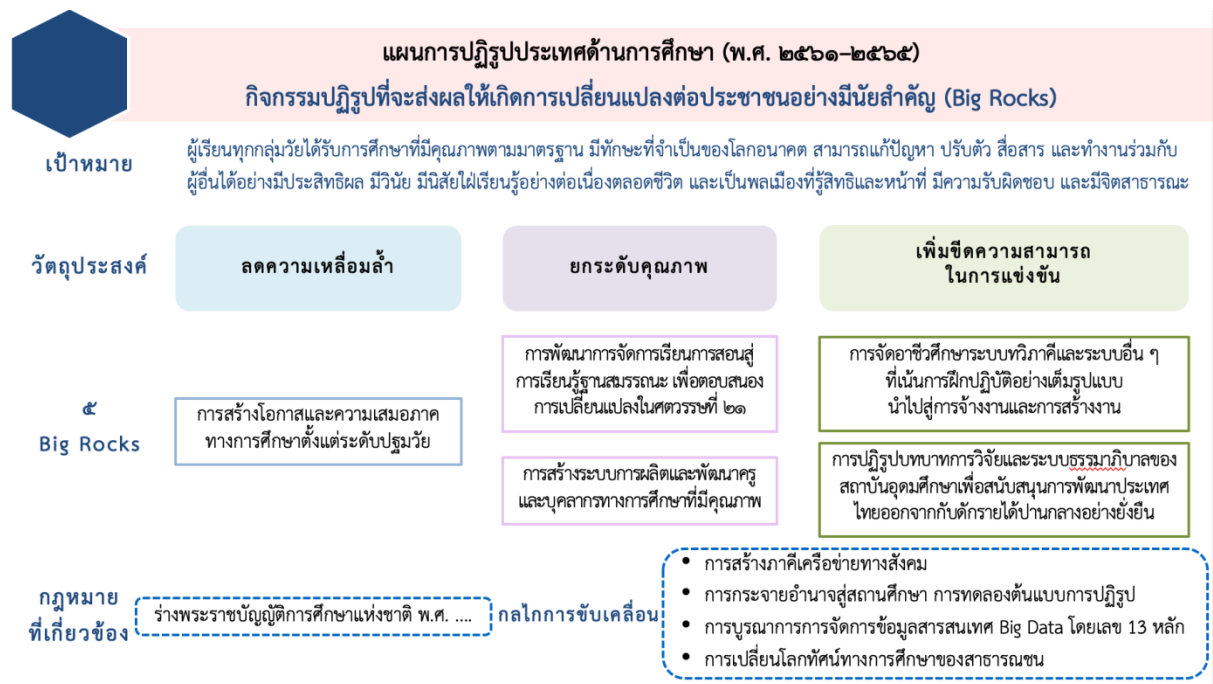 แผนการปฏิรูปประเทศด้านการศึกษา (พ.ศ. ๒๕๖๑–๒๕๖๕)
กิจกรรมปฏิรูปที่จะส่งผลให้เกิดการเปลี่ยนแปลงต่อประชาชนอย่างมีนัยสำคัญ (Big Rocks)
เป้าหมาย
ผู้เรียนทุกกลุ่มวัยได้รับการศึกษาที่มีคุณภาพตามมาตรฐาน มีทักษะที่จำเป็นของโลกอนาคต สามารถแก้ปัญหา ปรับตัว สื่อสาร และทำงานร่วมกับ
ผู้อื่นได้อย่างมีประสิทธิผล มีวินัย มีนิสัยใฝ่เรียนรู้อย่างต่อเนื่องตลอดชีวิต และเป็นพลเมืองที่รู้สิทธิและหน้าที่ มีความรับผิดชอบ และมีจิตสาธารณะ
วัตถุประสงค์
ลดความเหลื่อมล้ำ
ยกระดับคุณภาพ
เพิ่มขีดความสามารถ
ในการแข่งขัน
๕
Big Rocks
การสร้างโอกาสและความเสมอภาค
ทางการศึกษาตั้งแต่ระดับปฐมวัย
การพัฒนาการจัดการเรียนการสอนสู่
การเรียนรู้ฐานสมรรถนะ เพื่อตอบสนอง
การเปลี่ยนแปลงในศตวรรษที่ ๒๑
การสร้างระบบการผลิตและพัฒนาครู
และบุคลากรทางการศึกษาที่มีคุณภาพ
การจัดอาชีวศึกษาระบบทวิภาคีและระบบอื่น ๆ
ที่เน้นการฝึกปฏิบัติอย่างเต็มรูปแบบ
นำไปสู่การจ้างงานและการสร้างงาน
การปฏิรูปบทบาทการวิจัยและระบบธรรมาภิบาลของ
สถาบันอุดมศึกษาเพื่อสนับสนุนการพัฒนาประเทศ
ไทยออกจากกับดักรายได้ปานกลางอย่างยั่งยืน
กฎหมาย
ที่เกี่ยวข้อง
ร่างพระราชบัญญัติการศึกษาแห่งชาติ พ.ศ. ....
กลไกการขับเคลื่อน
• การสร้างภาคีเครือข่ายทางสังคม
• การกระจายอำนาจสู่สถานศึกษา การทดลองต้นแบบการปฏิรูป
• การบูรณาการการจัดการข้อมูลสารสนเทศ Big Data โดยเลข 13 หลัก
• การเปลี่ยนโลกทัศน์ทางการศึกษาของสาธารณชน